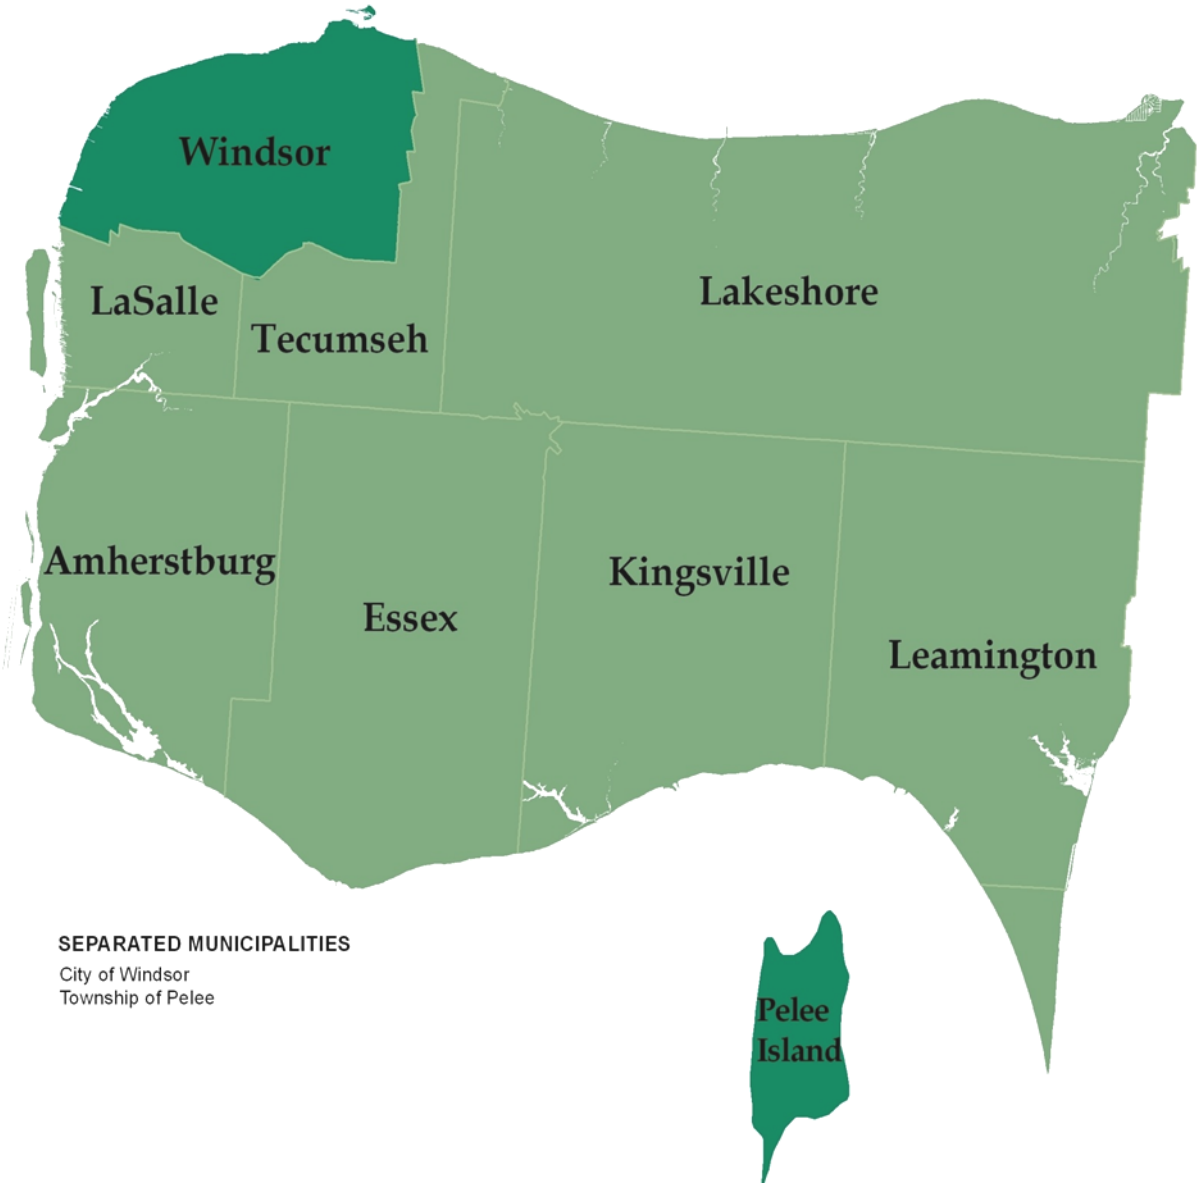 Windsor
Lakeshore
LaSalle
Tecumseh
Amherstburg
Kingsville
Essex
Leamington
SEPARATED MUNICIPALITIES
City of Windsor
Township of Pelee
Pelee
Island